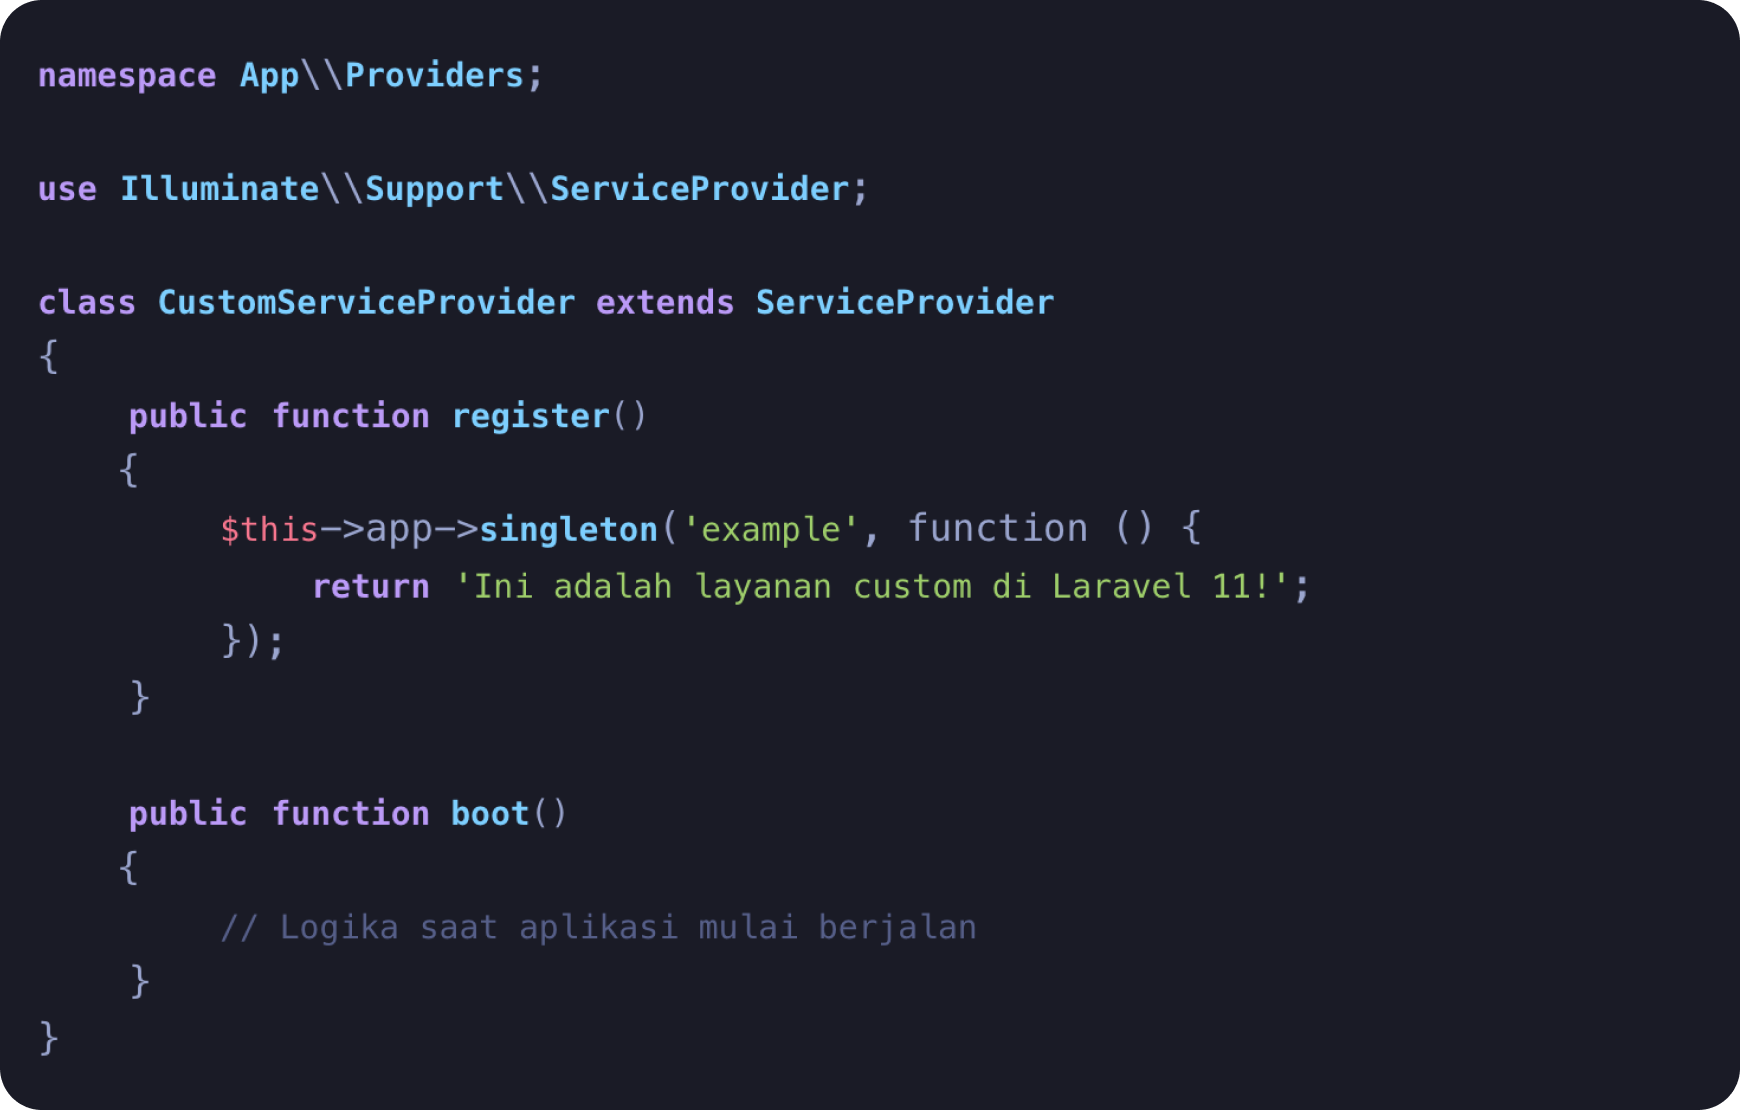 namespace App\\Providers;
use Illuminate\\Support\\ServiceProvider;
class CustomServiceProvider extends ServiceProvider
{
    public function register()
    {
        $this->app->singleton('example', function () {
            return 'Ini adalah layanan custom di Laravel 11!';
        });
    }
    public function boot()
    {
        // Logika saat aplikasi mulai berjalan
    }
}